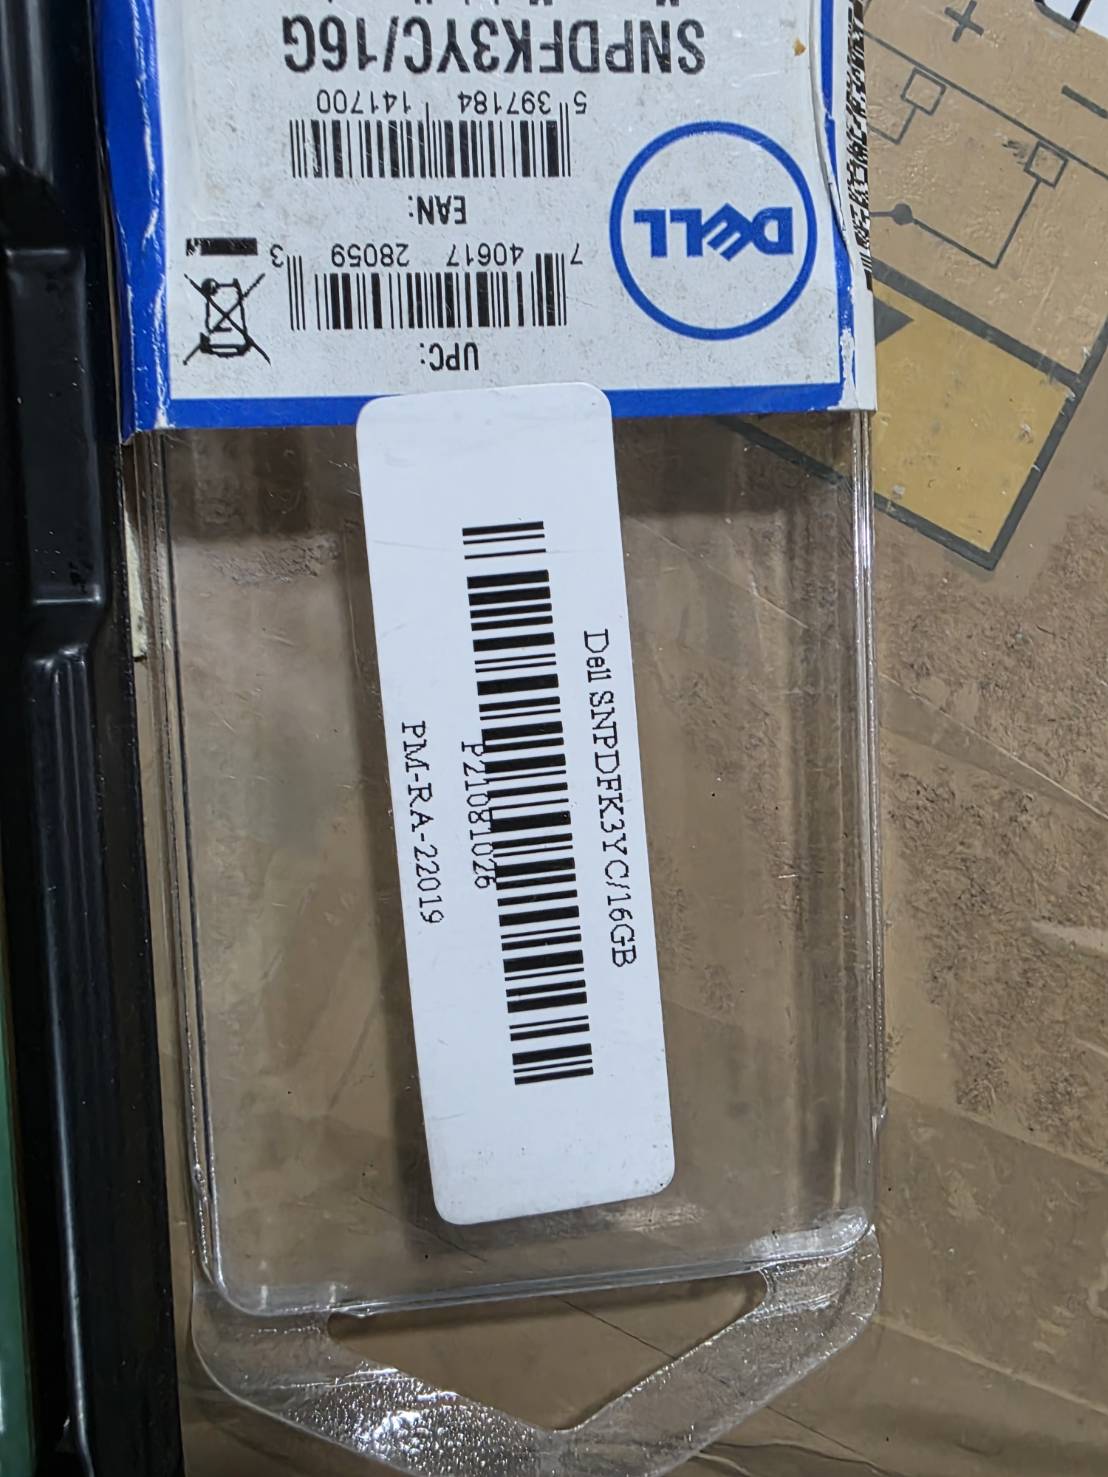 UPC:
7 40617 28059 3
EAN:
5 397184 141700
SNPDFK3YC/16G
DELL
Dell SNPDFK3YC/16GB
P21081026
PM-RA-22019
+